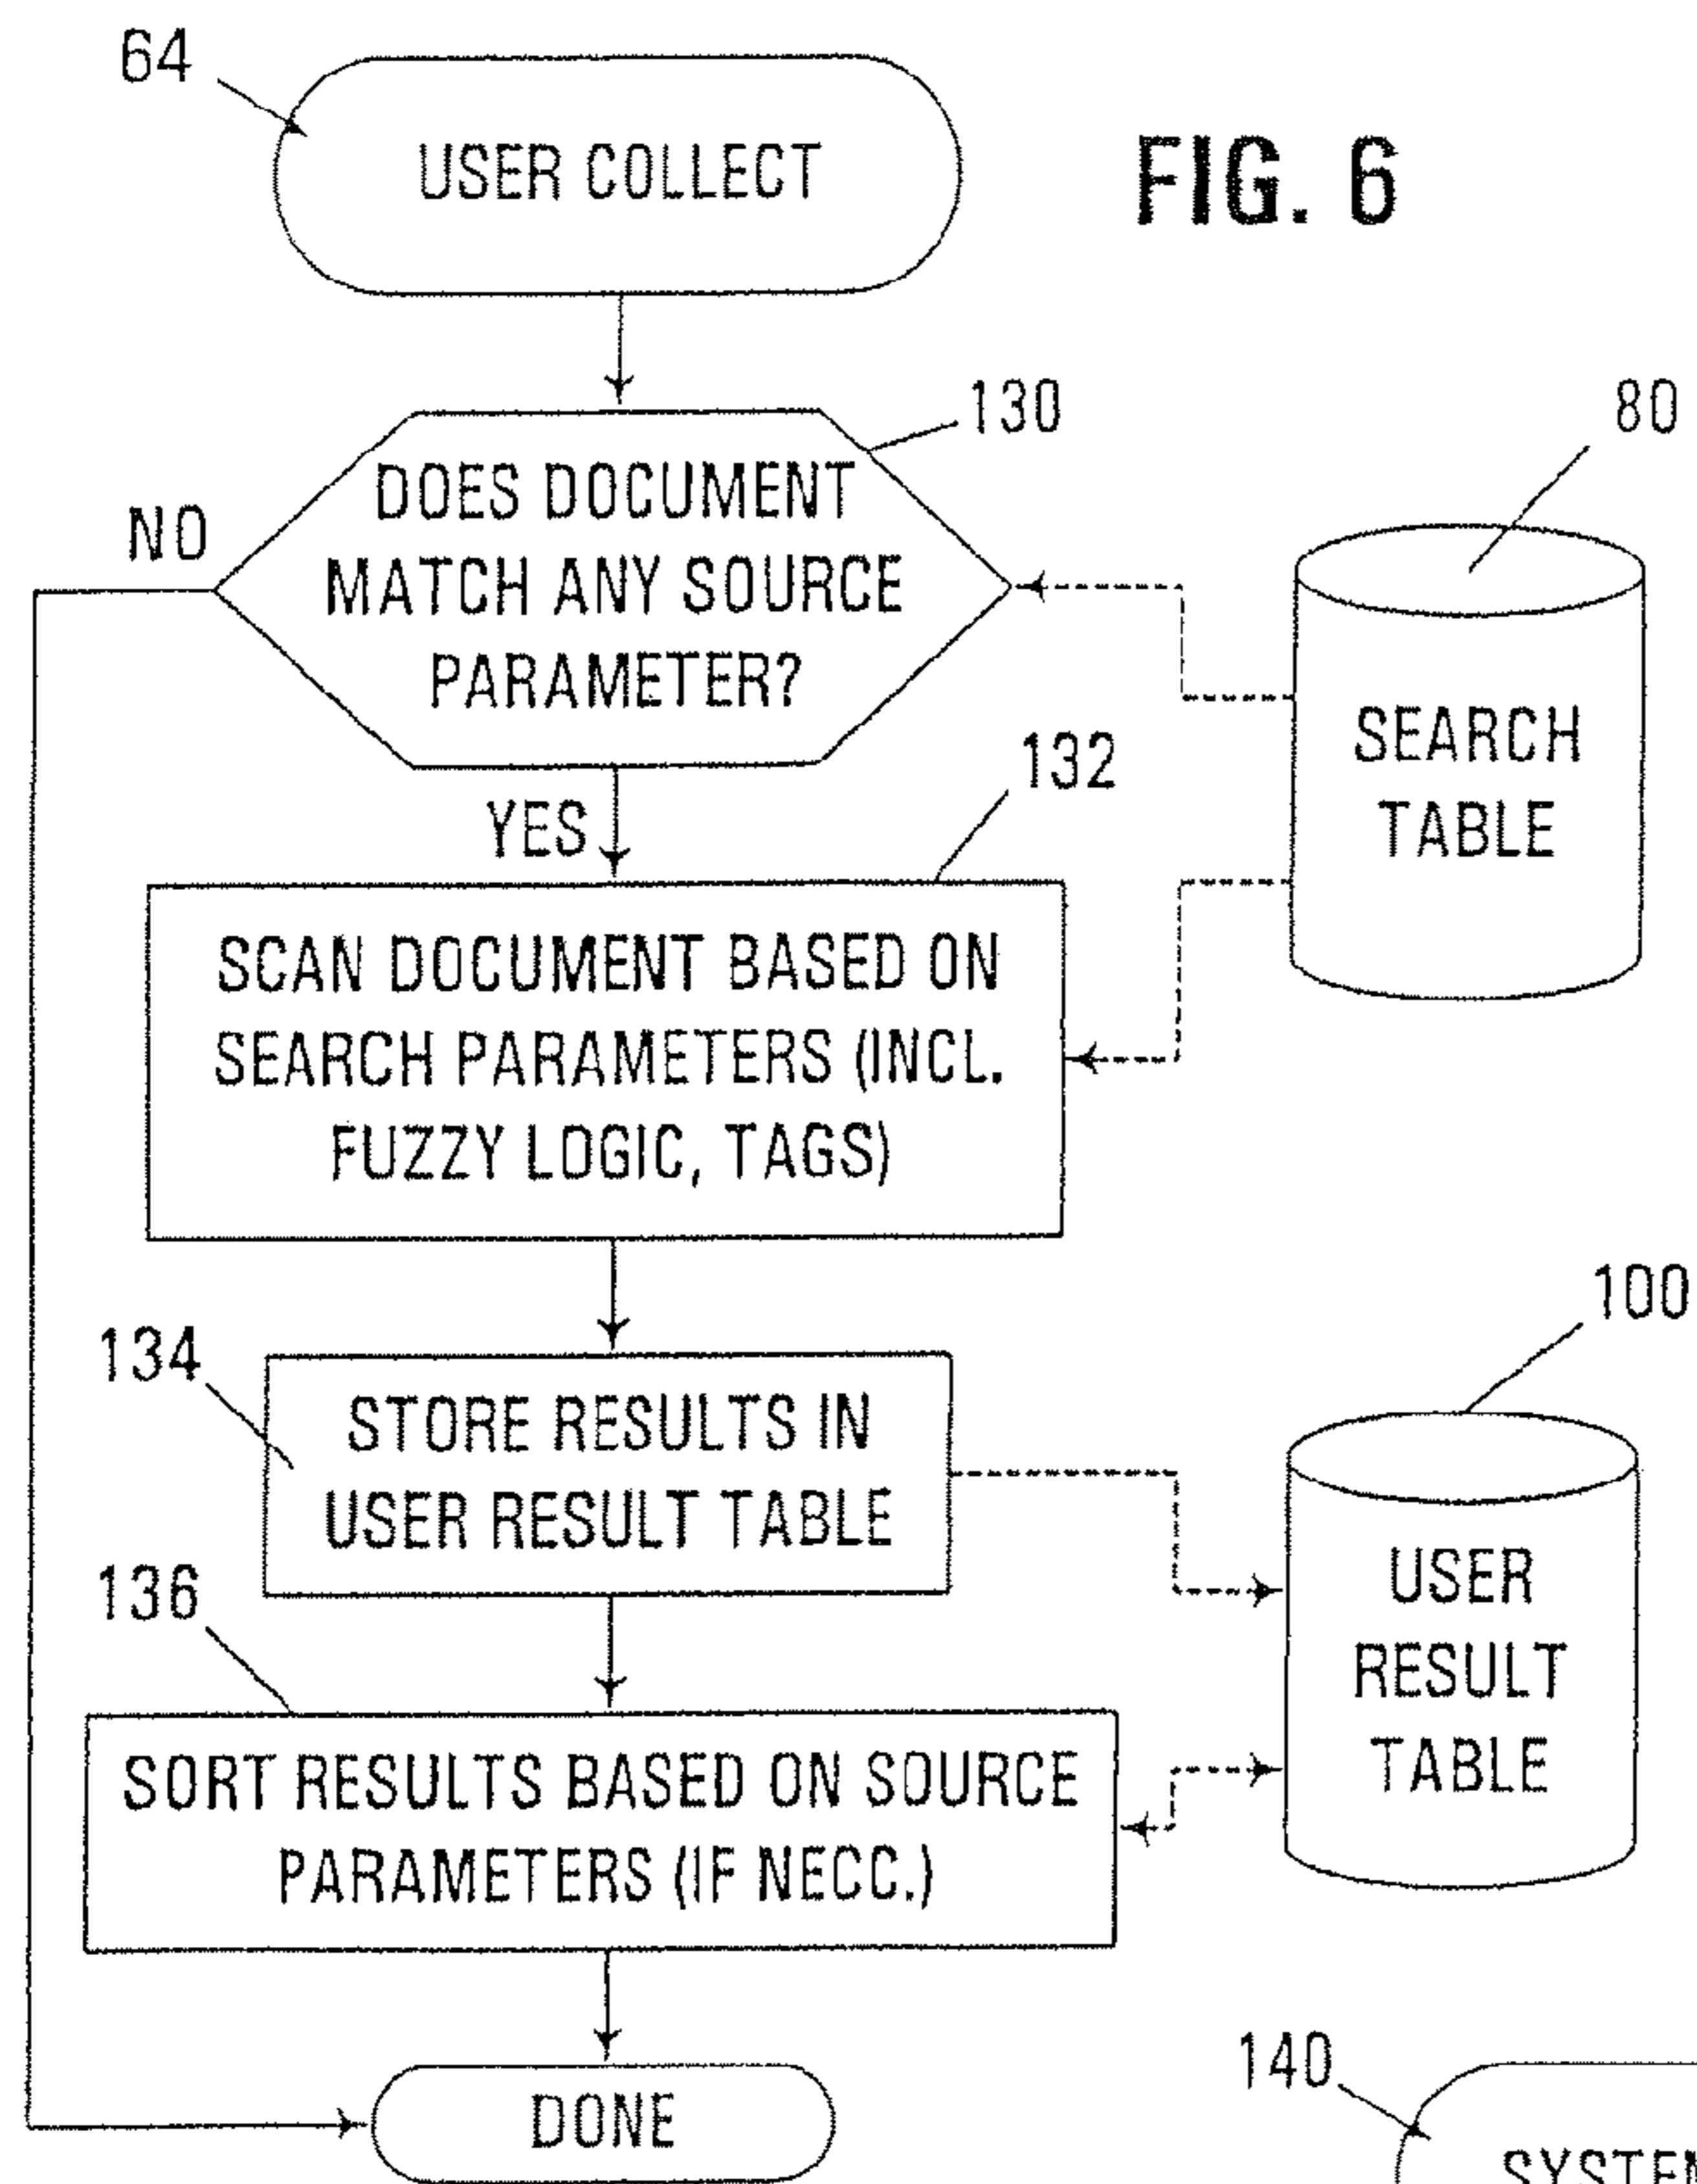 64
USER COLLECT
FIG. 6
130
80
DOES DOCUMENT
MATCH ANY SOURCE
PARAMETER?
NO
SEARCH
TABLE
132
YES
SCAN DOCUMENT BASED ON
SEARCH PARAMETERS (INCL.
FUZZY LOGIC, TAGS)
100
134
STORE RESULTS IN
USER RESULT TABLE
USER
RESULT
TABLE
136
SORT RESULTS BASED ON SOURCE
PARAMETERS (IF NECC.)
140
DONE
SYSTEM